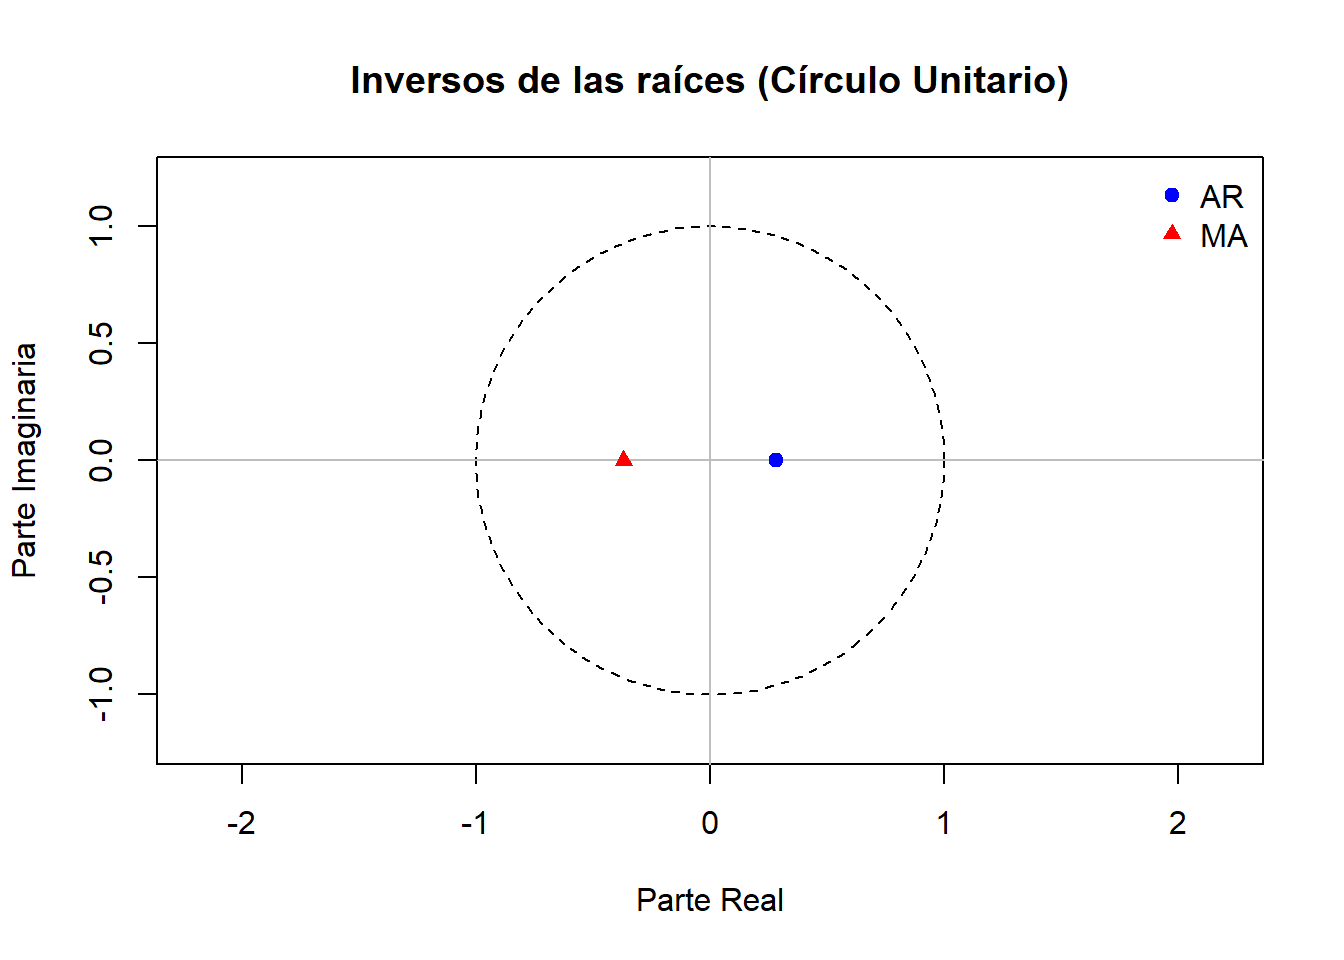 Inversos de las raíces (Círculo Unitario)
AR
MA
1.0
0.5
0.0
-0.5
-1.0
Parte Imaginaria
-2
-1
0
1
2
Parte Real